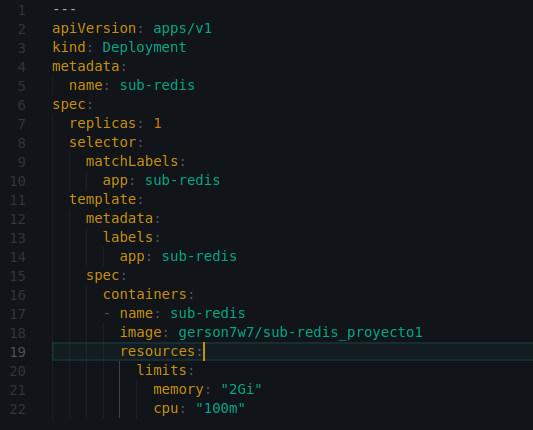 1 ---
2 apiVersion: apps/v1
3 kind: Deployment
4 metadata:
5   name: sub-redis
6 spec:
7   replicas: 1
8   selector:
9     matchLabels:
10       app: sub-redis
11   template:
12     metadata:
13       labels:
14         app: sub-redis
15     spec:
16       containers:
17       - name: sub-redis
18         image: gerson7w7/sub-redis_proyecto1
19         resources:
20           limits:
21             memory: "2Gi"
22             cpu: "100m"